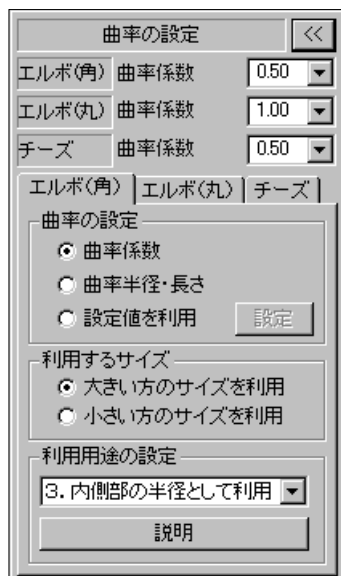 曲率の設定 <<
エルボ(角) 曲率係数 0.50
エルボ(丸) 曲率係数 1.00
チーズ 曲率係数 0.50
エルボ(角) エルボ(丸) チーズ
曲率の設定
曲率係数
曲率半径・長さ
設定値を利用 設定
利用するサイズ
大きい方のサイズを利用
小さい方のサイズを利用
利用用途の設定
3. 内側部の半径として利用
説明